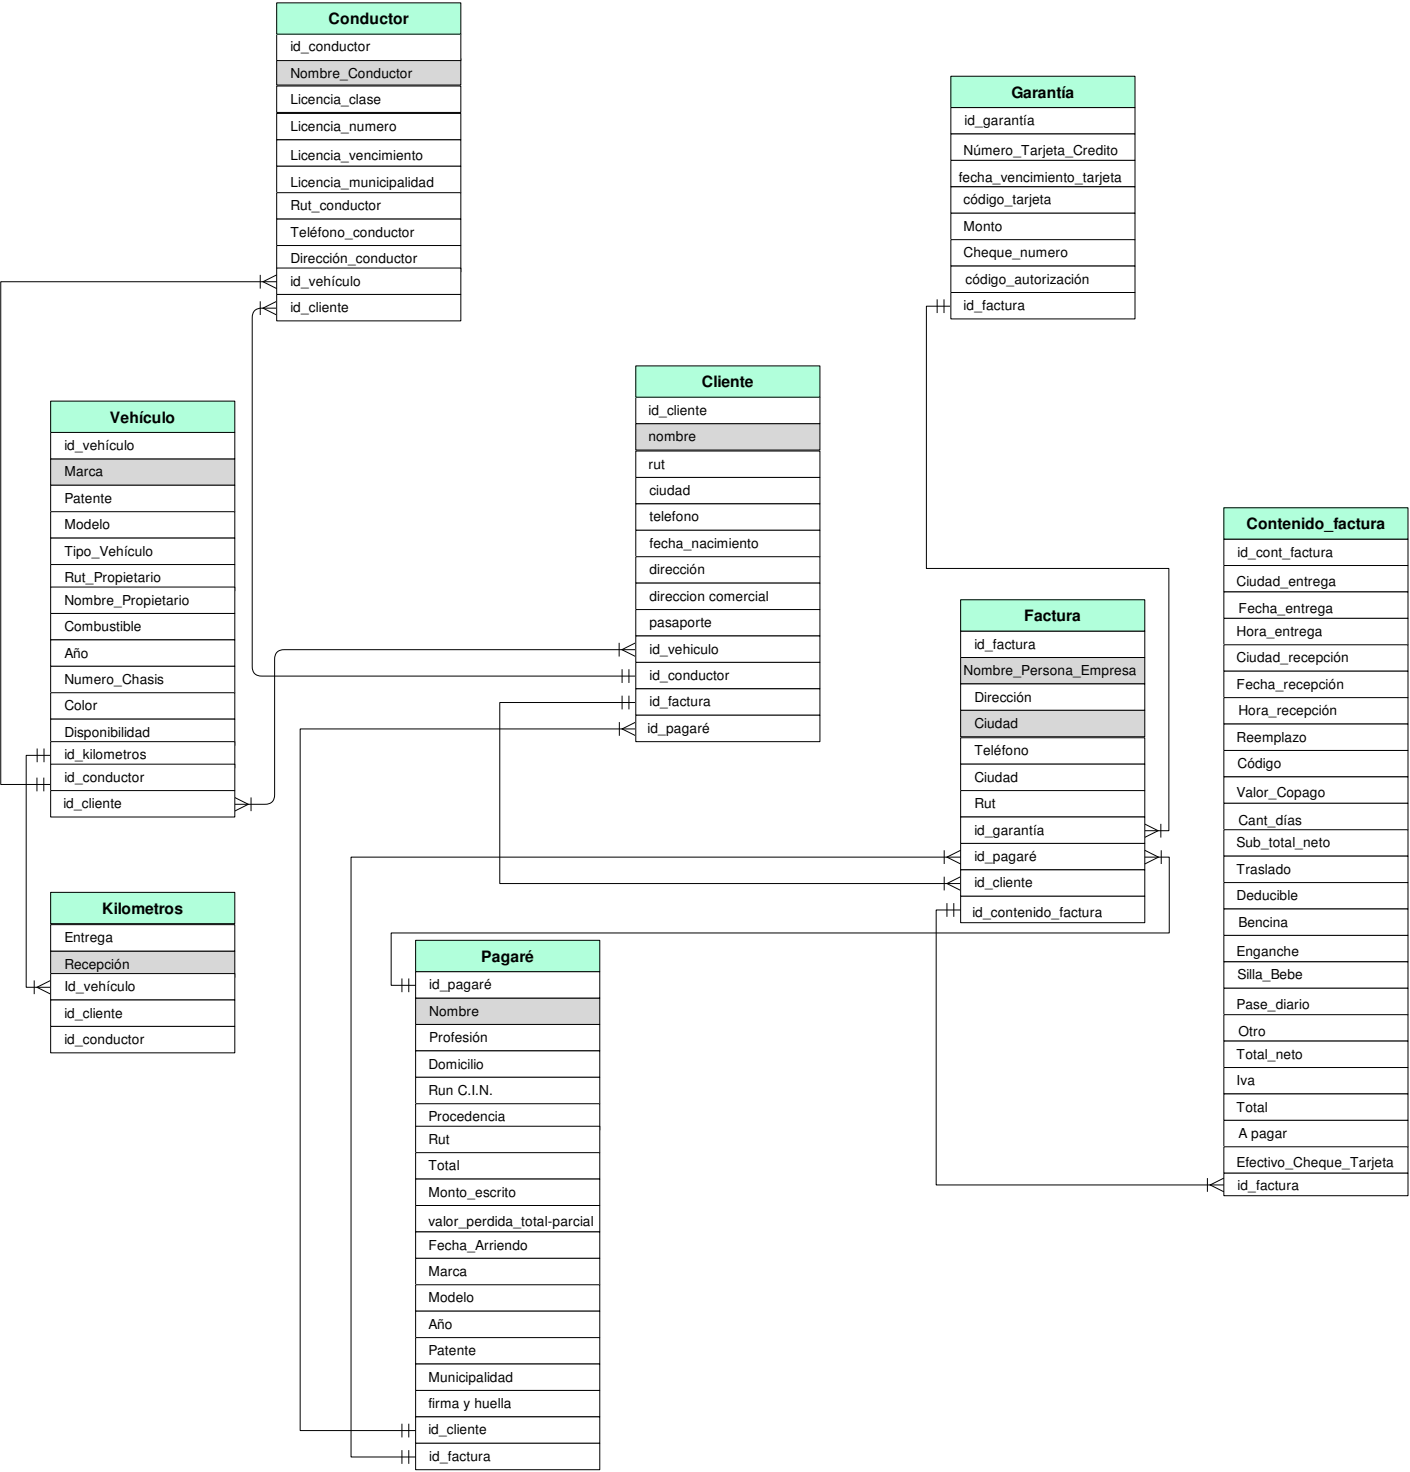 Conductor
id_conductor
Nombre_Conductor
Licencia_clase
Licencia_numero
Licencia_vencimiento
Licencia_municipalidad
Rut_conductor
Teléfono_conductor
Dirección_conductor
id_vehículo
id_cliente
Garantía
id_garantía
Número_Tarjeta_Credito
fecha_vencimiento_tarjeta
código_tarjeta
Monto
Cheque_numero
código_autorización
id_factura
Cliente
id_cliente
nombre
rut
ciudad
telefono
fecha_nacimiento
dirección
direccion comercial
pasaporte
id_vehiculo
id_conductor
id_factura
id_pagaré
Vehículo
id_vehículo
Marca
Patente
Modelo
Tipo_Vehículo
Rut_Propietario
Nombre_Propietario
Combustible
Año
Numero_Chasis
Color
Disponibilidad
id_kilometros
id_conductor
id_cliente
Contenido_factura
id_cont_factura
Ciudad_entrega
Fecha_entrega
Hora_entrega
Ciudad_recepción
Fecha_recepción
Hora_recepción
Reemplazo
Código
Valor_Copago
Cant_días
Sub_total_neto
Traslado
Deducible
Bencina
Enganche
Silla_Bebe
Pase_diario
Otro
Total_neto
Iva
Total
A pagar
Efectivo_Cheque_Tarjeta
id_factura
Factura
id_factura
Nombre_Persona_Empresa
Dirección
Ciudad
Teléfono
Ciudad
Rut
id_garantía
id_pagaré
id_cliente
id_contenido_factura
Kilometros
Entrega
Recepción
Id_vehículo
id_cliente
id_conductor
Pagaré
id_pagaré
Nombre
Profesión
Domicilio
Run C.I.N.
Procedencia
Rut
Total
Monto_escrito
valor_perdida_total-parcial
Fecha_Arriendo
Marca
Modelo
Año
Patente
Municipalidad
firma y huella
id_cliente
id_factura